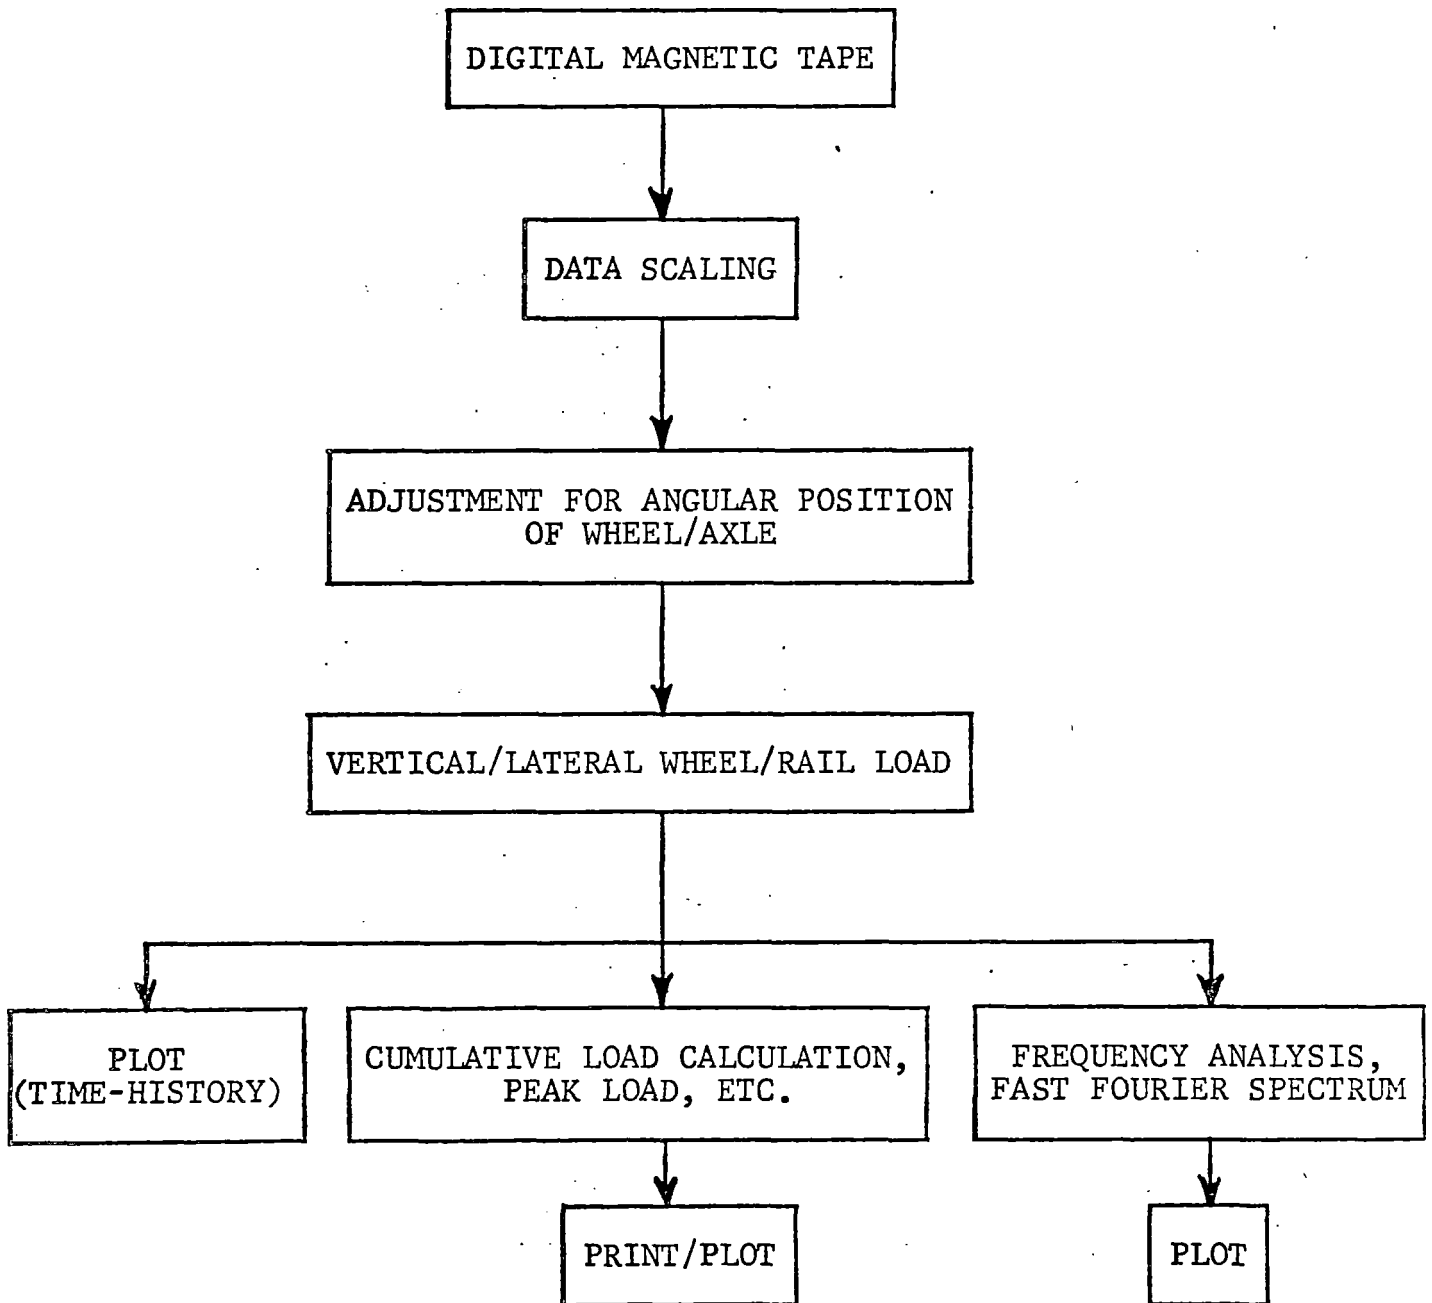 DIGITAL MAGNETIC TAPE
DATA SCALING
ADJUSTMENT FOR ANGULAR POSITION
OF WHEEL/AXLE
VERTICAL/LATERAL WHEEL/RAIL LOAD
PLOT
(TIME-HISTORY)
CUMULATIVE LOAD CALCULATION,
PEAK LOAD, ETC.
FREQUENCY ANALYSIS,
FAST FOURIER SPECTRUM
PRINT/PLOT
PLOT